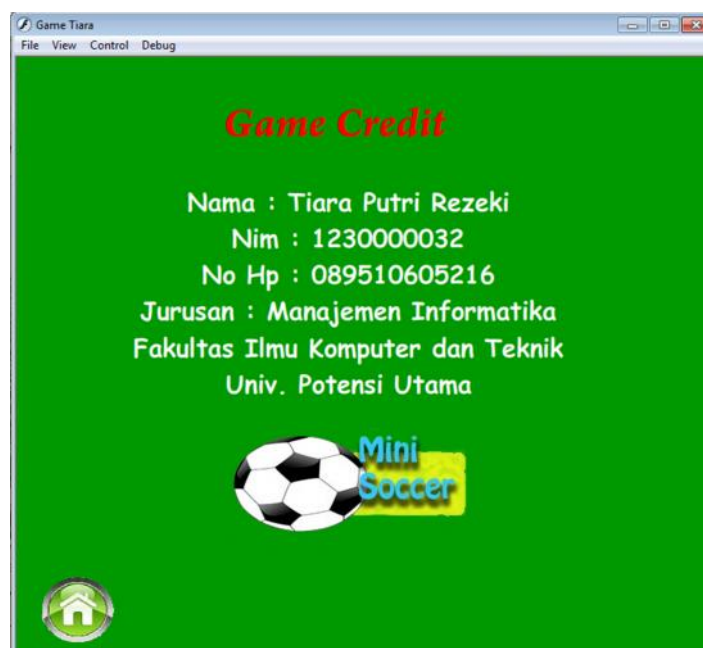 Game Tiara
File View Control Debug
Game Credit
Nama : Tiara Putri Rezeki
Nim : 1230000032
No Hp : 089510605216
Jurusan : Manajemen Informatika
Fakultas Ilmu Komputer dan Teknik
Univ. Potensi Utama
Mini
Soccer